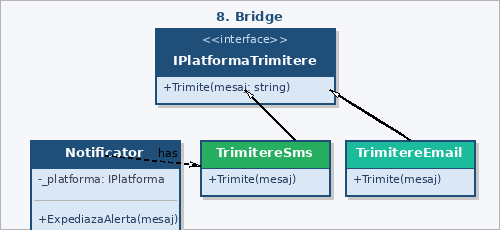 8. Bridge
<<interface>>
IPlatformaTrimitere
+Trimite(mesaj: string)
Notificator
has
TrimitereSms
TrimitereEmail
-_platforma: IPlatforma
+Trimite(mesaj)
+Trimite(mesaj)
+ExpediazaAlerta(mesaj)